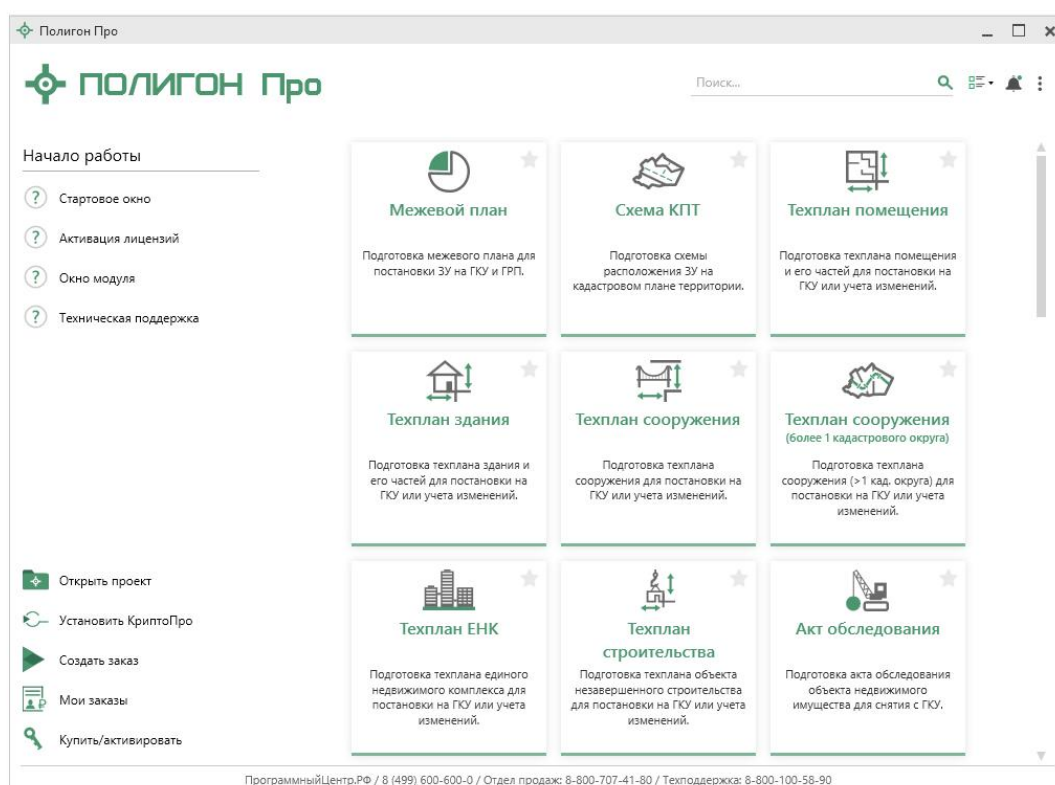 Полигон Про
ПОЛИГОН Про
Поиск...
Начало работы
Стартовое окно
Активация лицензий
Окно модуля
Техническая поддержка
Межевой план
Подготовка межевого плана для
постановки ЗУ на ГКУ и ГРП.
Схема КПТ
Подготовка схемы
расположения ЗУ на
кадастровом плане территории.
Техплан помещения
Подготовка техплана помещения
и его частей для постановки на
ГКУ или учета изменений.
Техплан здания
Подготовка техплана здания и
его частей для постановки на
ГКУ или учета изменений.
Техплан сооружения
Подготовка техплана
сооружения для постановки на
ГКУ или учета изменений.
Техплан сооружения
(более 1 кадастрового округа)
Подготовка техплана
сооружения (>1 кад. округа) для
постановки на ГКУ или учета
изменений.
Техплан ЕНК
Подготовка техплана единого
недвижимого комплекса для
постановки на ГКУ или учета
изменений.
Техплан
строительства
Подготовка техплана объекта
незавершенного строительства
для постановки на ГКУ или учета
изменений.
Акт обследования
Подготовка акта обследования
объекта недвижимого
имущества для снятия с ГКУ.
Открыть проект
Установить КриптоПро
Создать заказ
Мои заказы
Купить/активировать
ПрограммныйЦентр.РФ / 8 (499) 600-600-0 / Отдел продаж: 8-800-707-41-80 / Техподдержка: 8-800-100-58-90